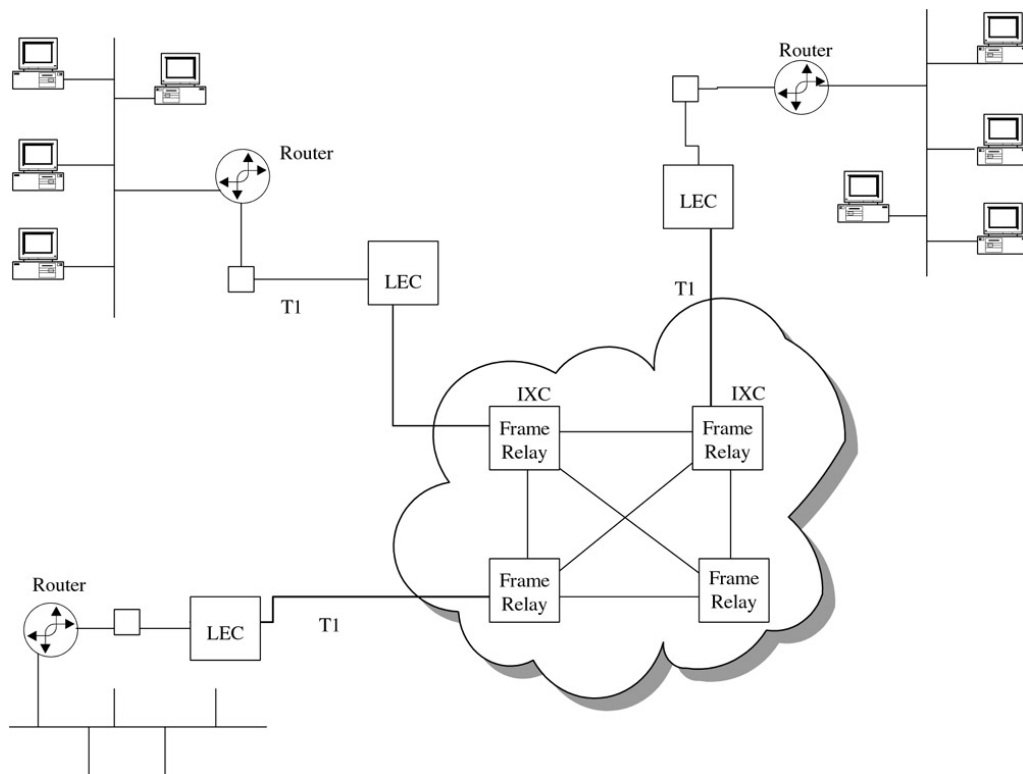 Router
Router
LEC
LEC
T1
T1
IXC
IXC
Frame
Relay
Frame
Relay
Frame
Relay
Frame
Relay
Router
LEC
T1